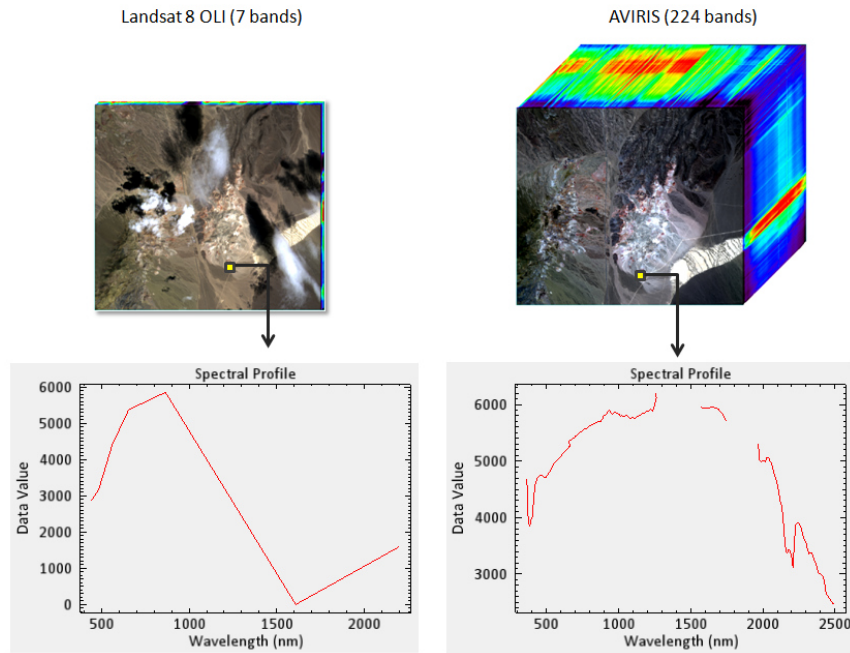 Landsat 8 OLI (7 bands)
AVIRIS (224 bands)
Spectral Profile
6000
5000
4000
3000
2000
1000
0
Data Value
500
1000
1500
2000
Wavelength (nm)
Spectral Profile
6000
5000
4000
3000
Data Value
500
1000
1500
2000
2500
Wavelength (nm)